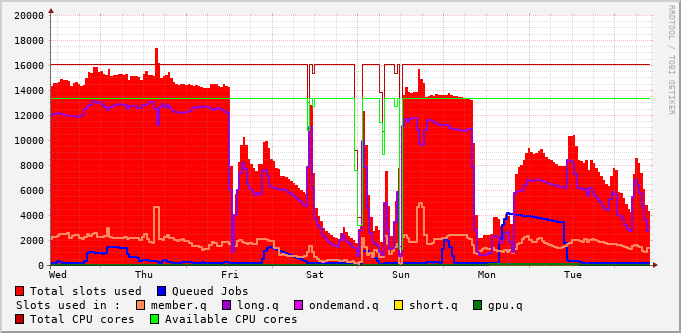 20000
18000
16000
14000
12000
10000
8000
6000
4000
2000
0
Wed Thu Fri Sat Sun Mon Tue
Total slots used Queued Jobs
Slots used in : member.q long.q ondemand.q short.q gpu.q
Total CPU cores Available CPU cores
RRDTOOL / TOBI OETIKER